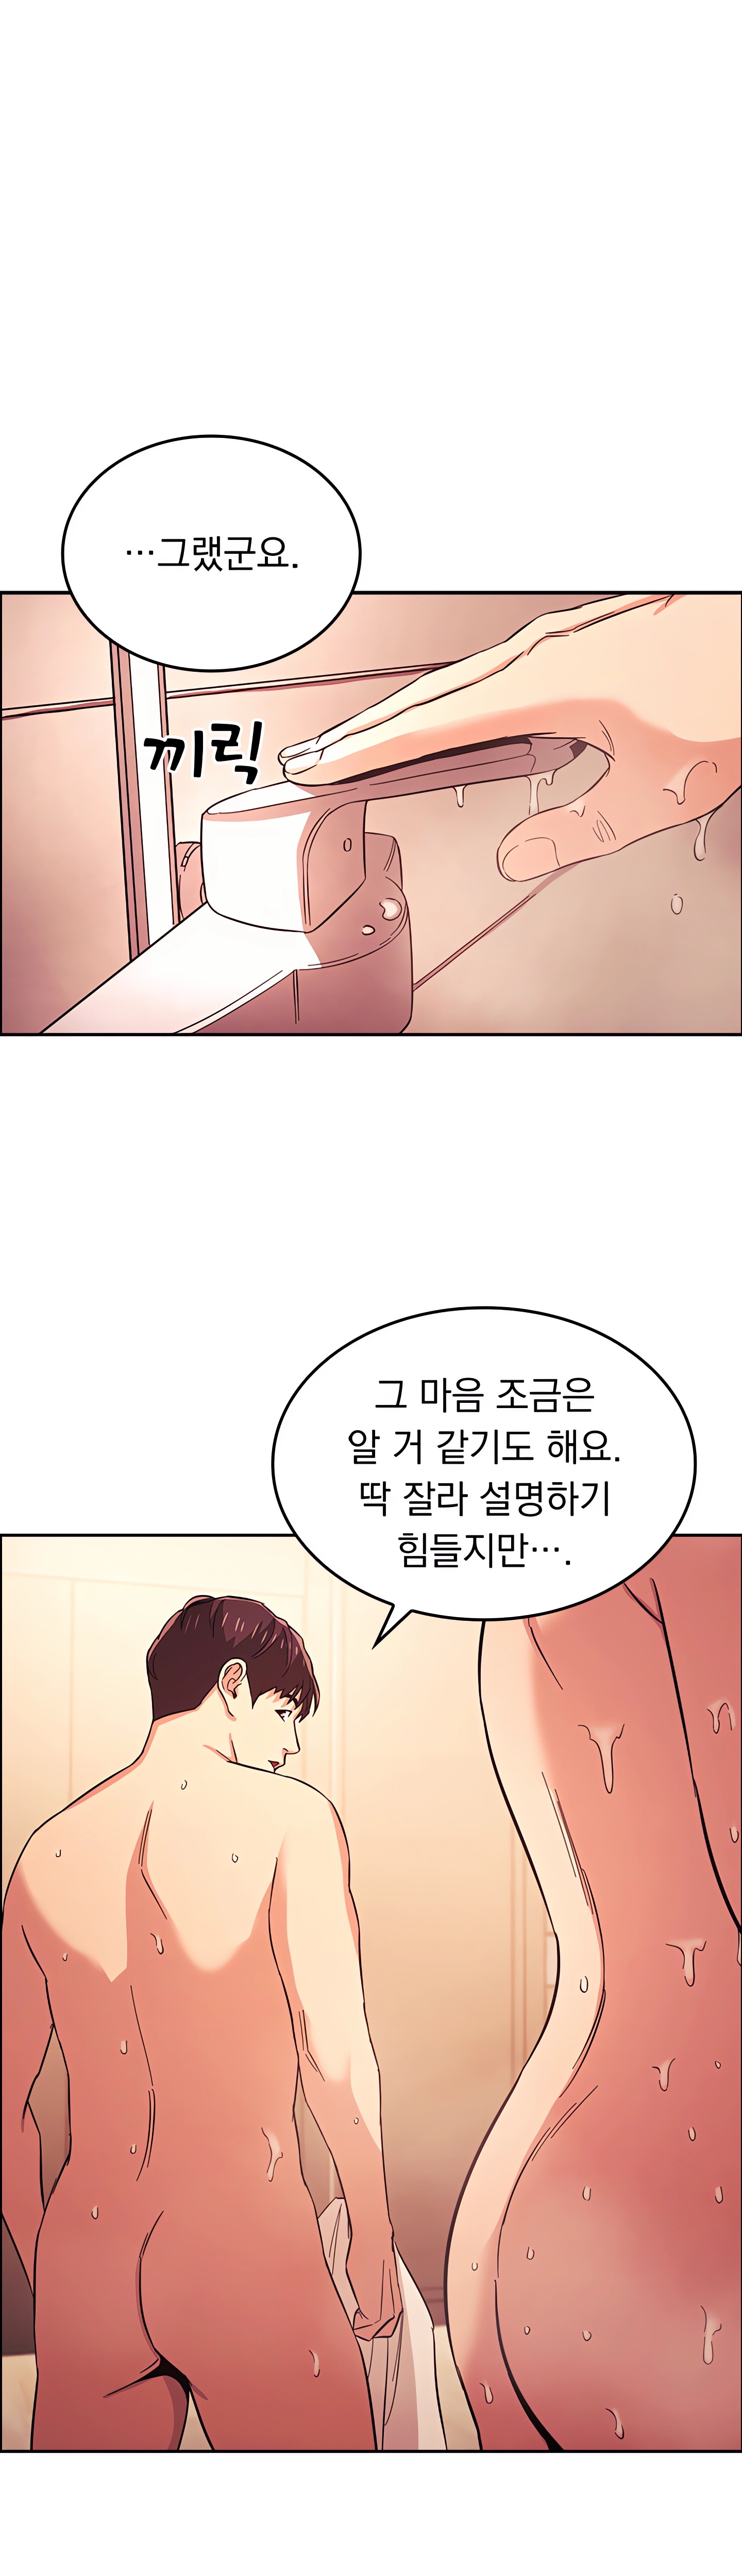 …그랬군요.
끼릭
그 마음 조금은
알 거 같기도 해요.
딱 잘라 설명하기
힘들지만….